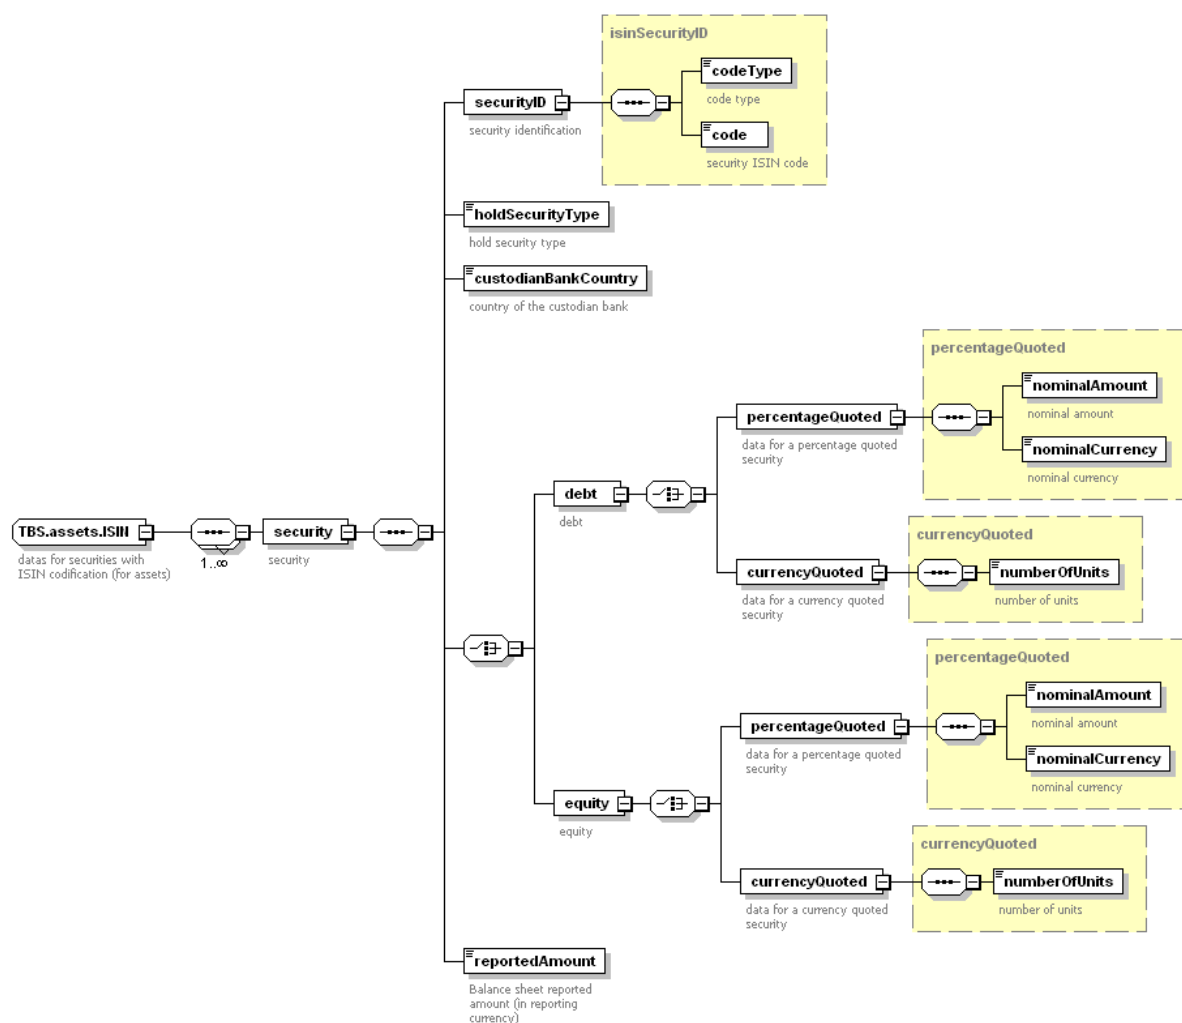 isinSecurityID
codeType
code type
securityID
security identification
code
security ISIN code
holdSecurityType
hold security type
custodianBankCountry
country of the custodian bank
percentageQuoted
nominalAmount
nominal amount
percentageQuoted
data for a percentage quoted
security
nominalCurrency
nominal currency
debt
debt
TBS.assets.ISIN
datas for securities with
ISIN codification (for assets)
1..∞
security
security
currencyQuoted
currencyQuoted
data for a currency quoted
security
numberOfUnits
number of units
percentageQuoted
nominalAmount
nominal amount
percentageQuoted
data for a percentage quoted
security
nominalCurrency
nominal currency
equity
equity
currencyQuoted
currencyQuoted
data for a currency quoted
security
numberOfUnits
number of units
reportedAmount
Balance sheet reported
amount (in reporting
currency)